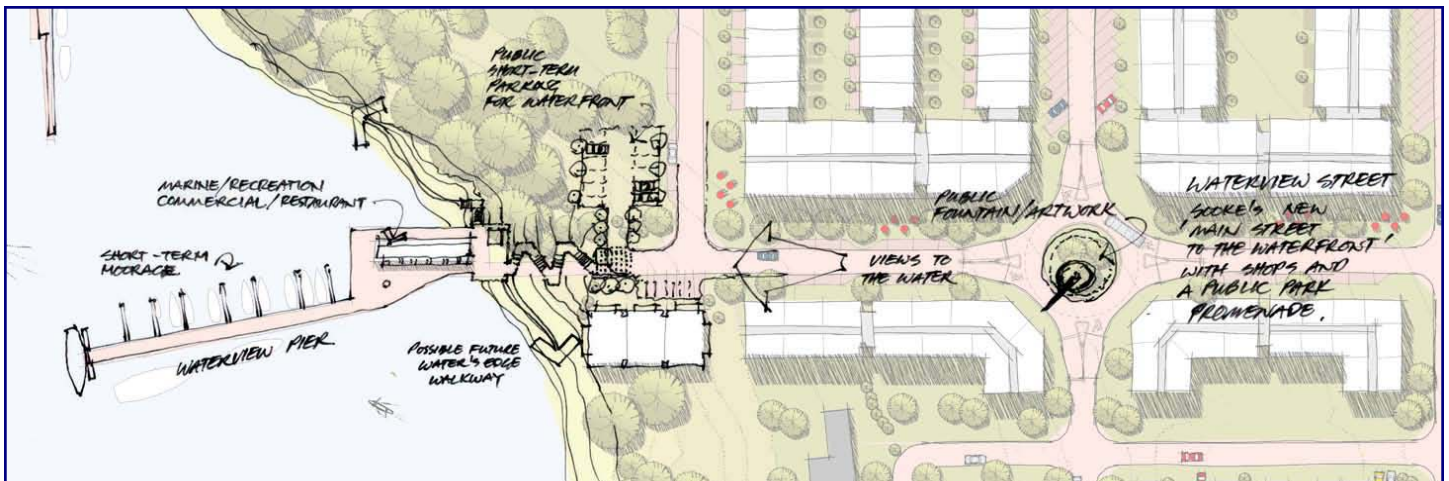 PUBLIC
SHORT-TERM
PARKING
FOR WATERFRONT
MARINE/RECREATION
COMMERCIAL/RESTAURANT
SHORT-TERM
MOORAGE
WATERVIEW PIER
POSSIBLE FUTURE
WATER'S EDGE
WALKWAY
VIEWS TO
THE WATER
PUBLIC
FOUNTAIN/ARTWORK
WATERVIEW STREET
'SOOKE'S NEW
MAIN STREET
TO THE WATERFRONT'
WITH SHOPS AND
A PUBLIC PARK
PROMENADE.